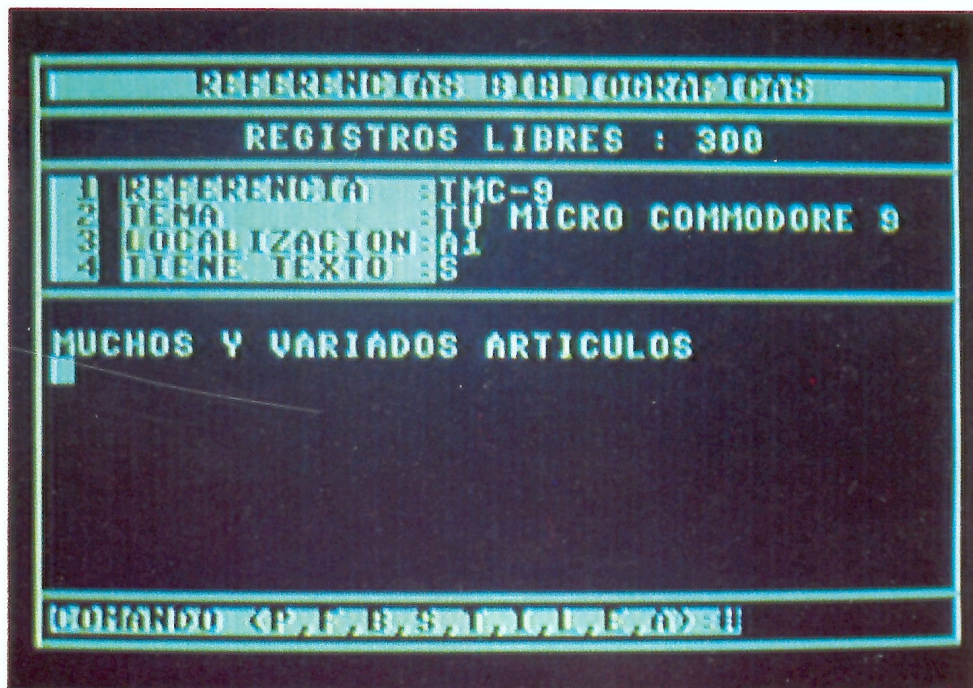 REFERENCIAS BIBLIOGRAFICAS
REGISTROS LIBRES : 300
1 REFERENCIA :TMC-9
2 TEMA :TU MICRO COMMODORE 9
3 LOCALIZACION:A1
4 TIENE TEXTO :S
MUCHOS Y VARIADOS ARTICULOS
COMANDO